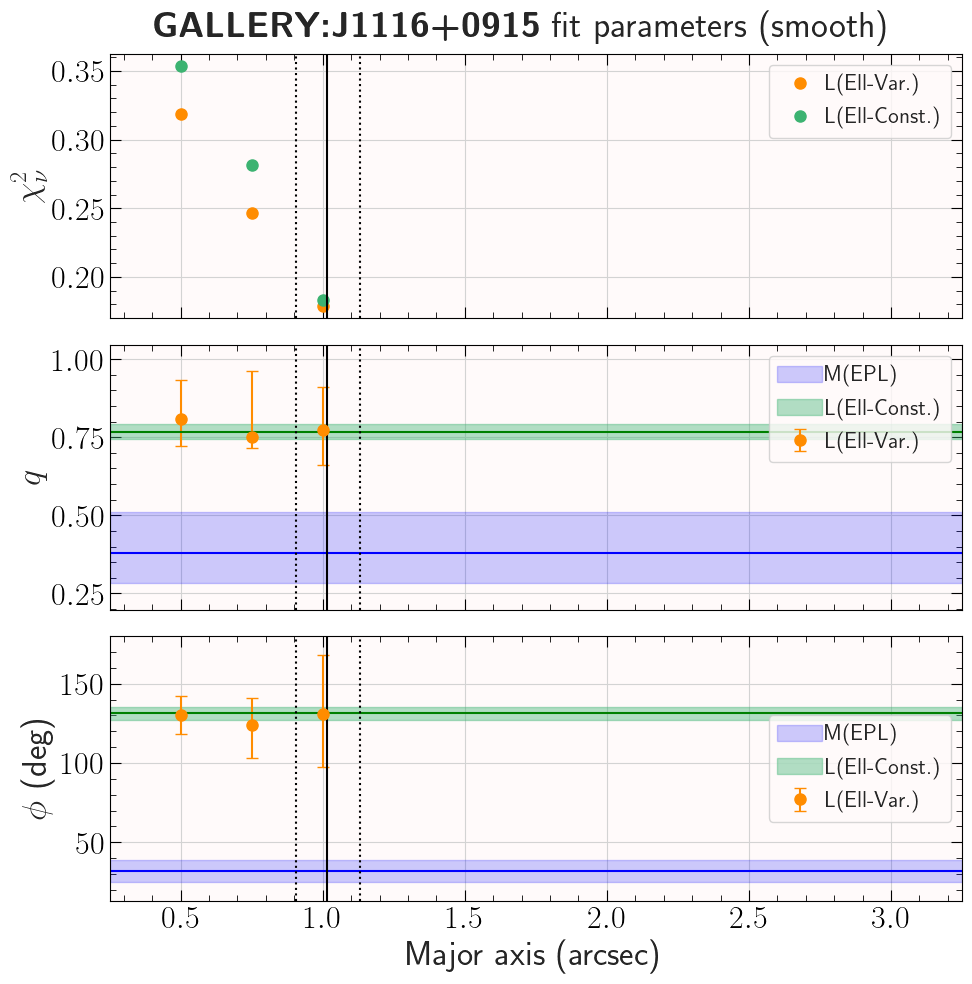 GALLERY:J1116+0915 fit parameters (smooth)
0.35
0.30
0.25
0.20
χ²ν
L(Ell-Var.)
L(Ell-Const.)
1.00
0.75
0.50
0.25
q
M(EPL)
L(Ell-Const.)
L(Ell-Var.)
150
100
50
ϕ (deg)
M(EPL)
L(Ell-Const.)
L(Ell-Var.)
0.5 1.0 1.5 2.0 2.5 3.0
Major axis (arcsec)